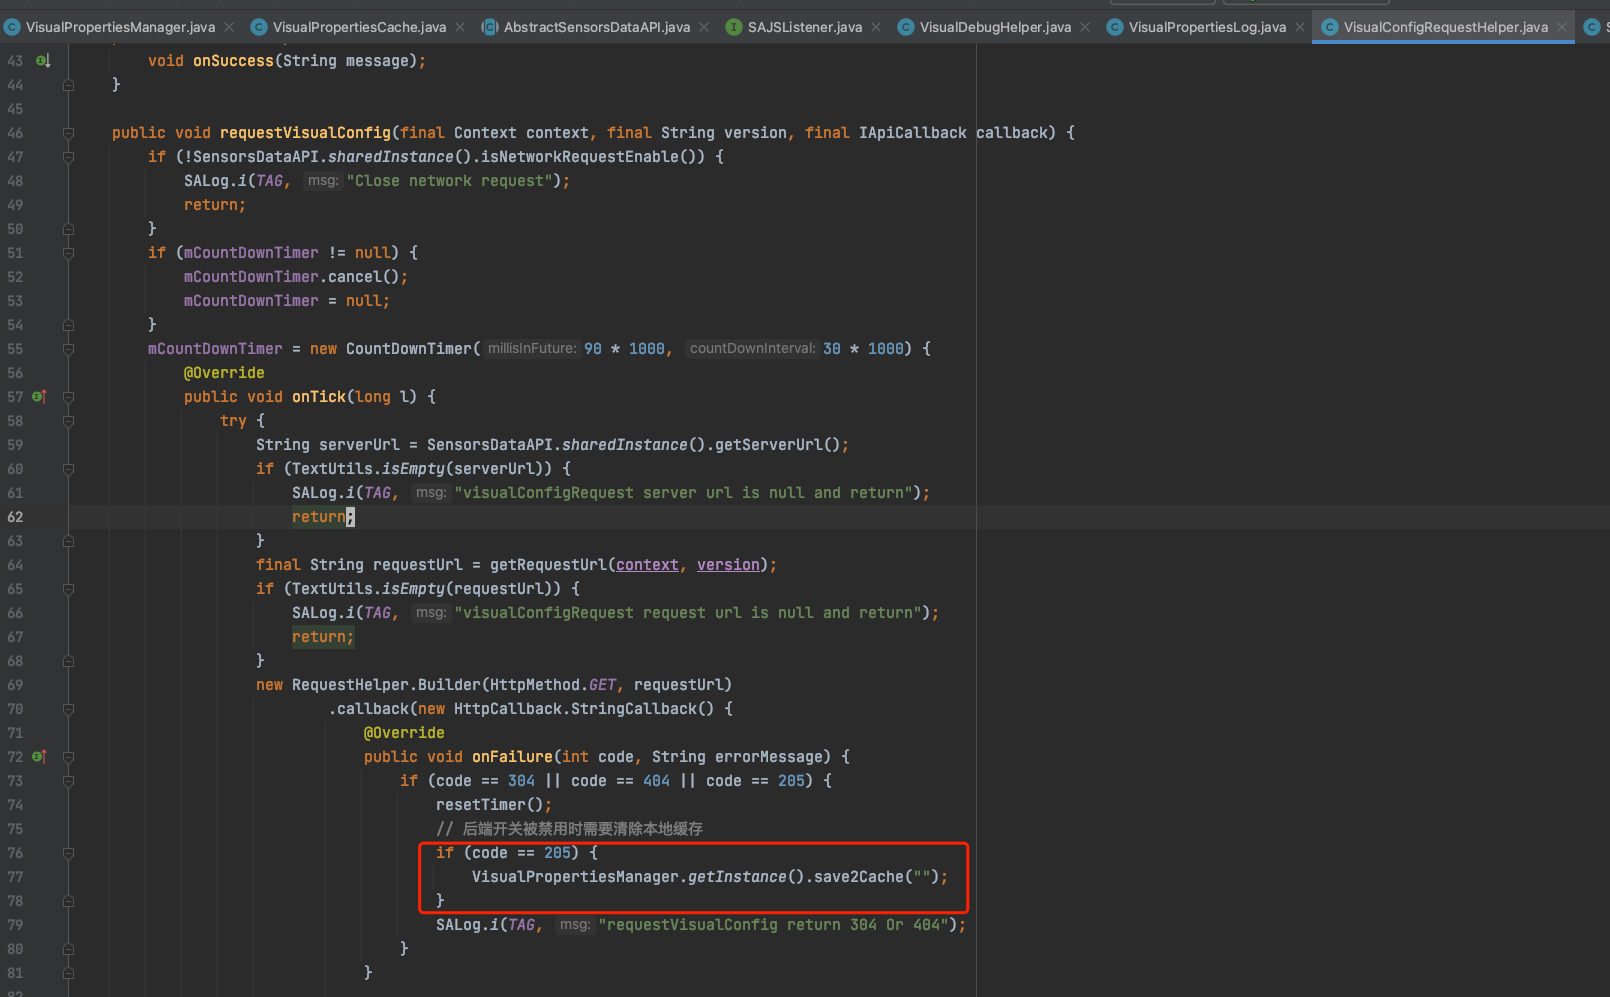 VisualPropertiesManager.java VisualPropertiesCache.java AbstractSensorsDataAPI.java SAJSListener.java VisualDebugHelper.java VisualPropertiesLog.java VisualConfigRequestHelper.java
43 void onSuccess(String message);
44 }
45
46 public void requestVisualConfig(final Context context, final String version, final IApiCallback callback) {
47 if (!SensorsDataAPI.sharedInstance().isNetworkRequestEnable()) {
48 SALog.i(TAG, msg: "Close network request");
49 return;
50 }
51 if (mCountDownTimer != null) {
52 mCountDownTimer.cancel();
53 mCountDownTimer = null;
54 }
55 mCountDownTimer = new CountDownTimer( millisInFuture: 90 * 1000, countDownInterval: 30 * 1000) {
56 @Override
57 public void onTick(long l) {
58 try {
59 String serverUrl = SensorsDataAPI.sharedInstance().getServerUrl();
60 if (TextUtils.isEmpty(serverUrl)) {
61 SALog.i(TAG, msg: "visualConfigRequest server url is null and return");
62 return;
63 }
64 final String requestUrl = getRequestUrl(context, version);
65 if (TextUtils.isEmpty(requestUrl)) {
66 SALog.i(TAG, msg: "visualConfigRequest request url is null and return");
67 return;
68 }
69 new RequestHelper.Builder(HttpMethod.GET, requestUrl)
70 .callback(new HttpCallback.StringCallback() {
71 @Override
72 public void onFailure(int code, String errorMessage) {
73 if (code == 304 || code == 404 || code == 205) {
74 resetTimer();
75 // 后端开关被禁用时需要清除本地缓存
76 if (code == 205) {
77 VisualPropertiesManager.getInstance().save2Cache("");
78 }
79 SALog.i(TAG, msg: "requestVisualConfig return 304 Or 404");
80 }
81 }